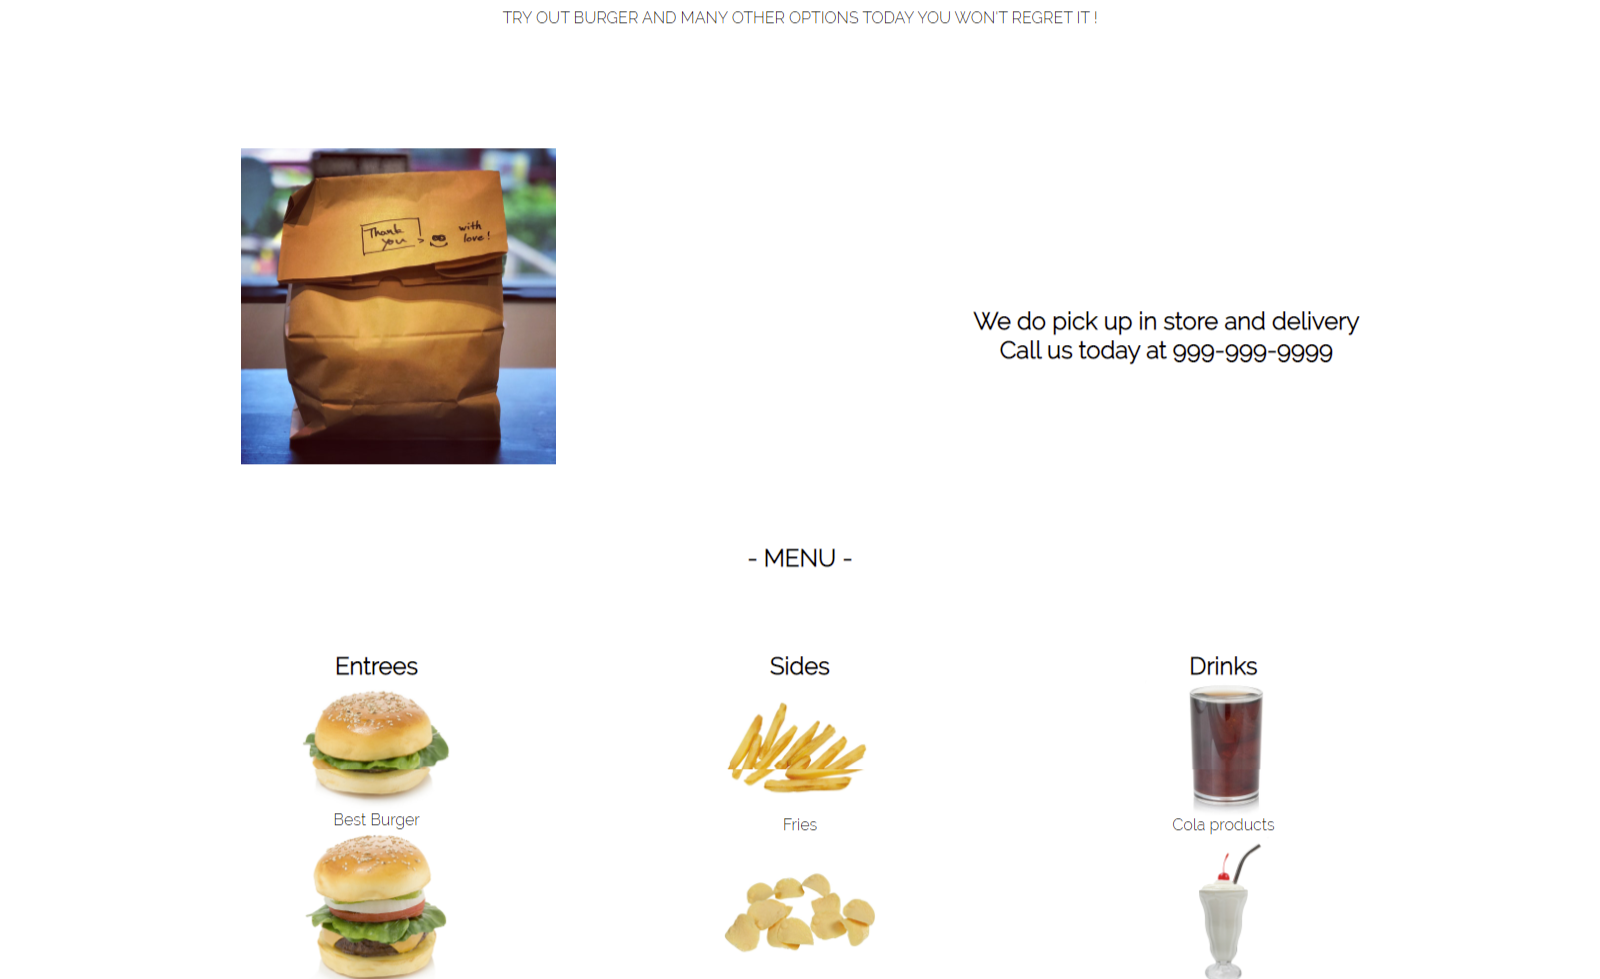 TRY OUT BURGER AND MANY OTHER OPTIONS TODAY YOU WON'T REGRET IT !
Thank
you > with
love!
We do pick up in store and delivery
Call us today at 999-999-9999
- MENU -
Entrees
Sides
Drinks
Best Burger
Fries
Cola products